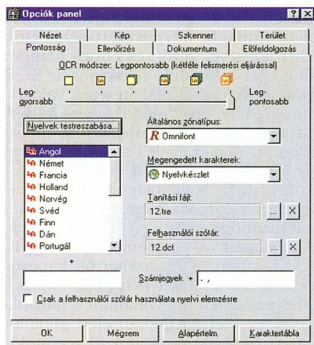 Opciók panel
Nézet Kép Szkenner Terület
Pontosság Ellenőrzés Dokumentum Előfeldolgozás
OCR módszer: Legpontosabb (kétféle felismerési eljárással)
Leg-
gyorsabb
Leg-
pontosabb
Nyelvek testreszabása...
Angol
Német
Francia
Holland
Norvég
Svéd
Finn
Dán
Portugál
Általános zónatípus:
Omnifont
Megengedett karakterek:
Nyelvkészlet
Tanítási fájl:
12.tre ...
Felhasználói szótár:
12.dct ...
+
Számjegyek + . ,
Csak a felhasználói szótár használata nyelvi elemzésre
OK Mégsem Alapértelm. Karaktertábla